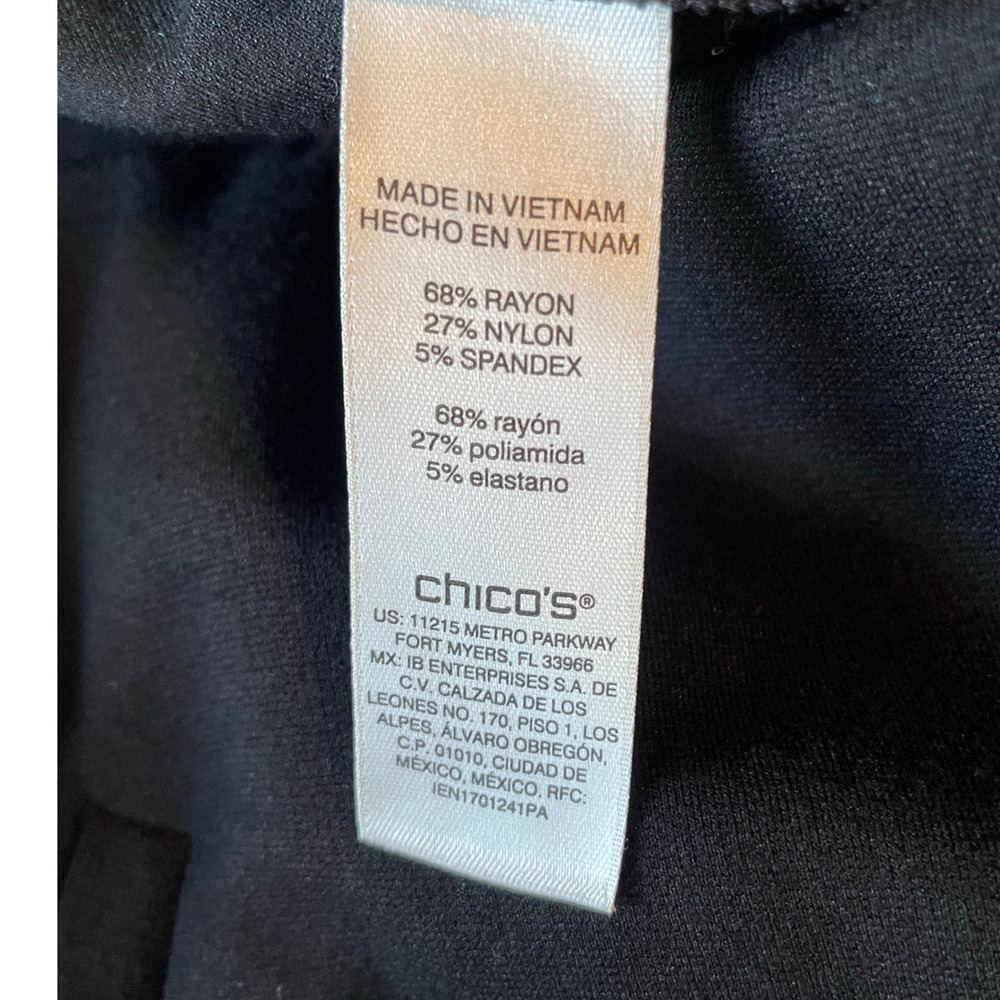 MADE IN VIETNAM
HECHO EN VIETNAM
68% RAYON
27% NYLON
5% SPANDEX
68% rayón
27% poliamida
5% elastano
chico's®
US: 11215 METRO PARKWAY
FORT MYERS, FL 33966
MX: IB ENTERPRISES S.A. DE
C.V. CALZADA DE LOS
LEONES NO. 170, PISO 1, LOS
ALPES, ÁLVARO OBREGÓN,
C.P. 01010, CIUDAD DE
MÉXICO, MÉXICO. RFC:
IEN1701241PA